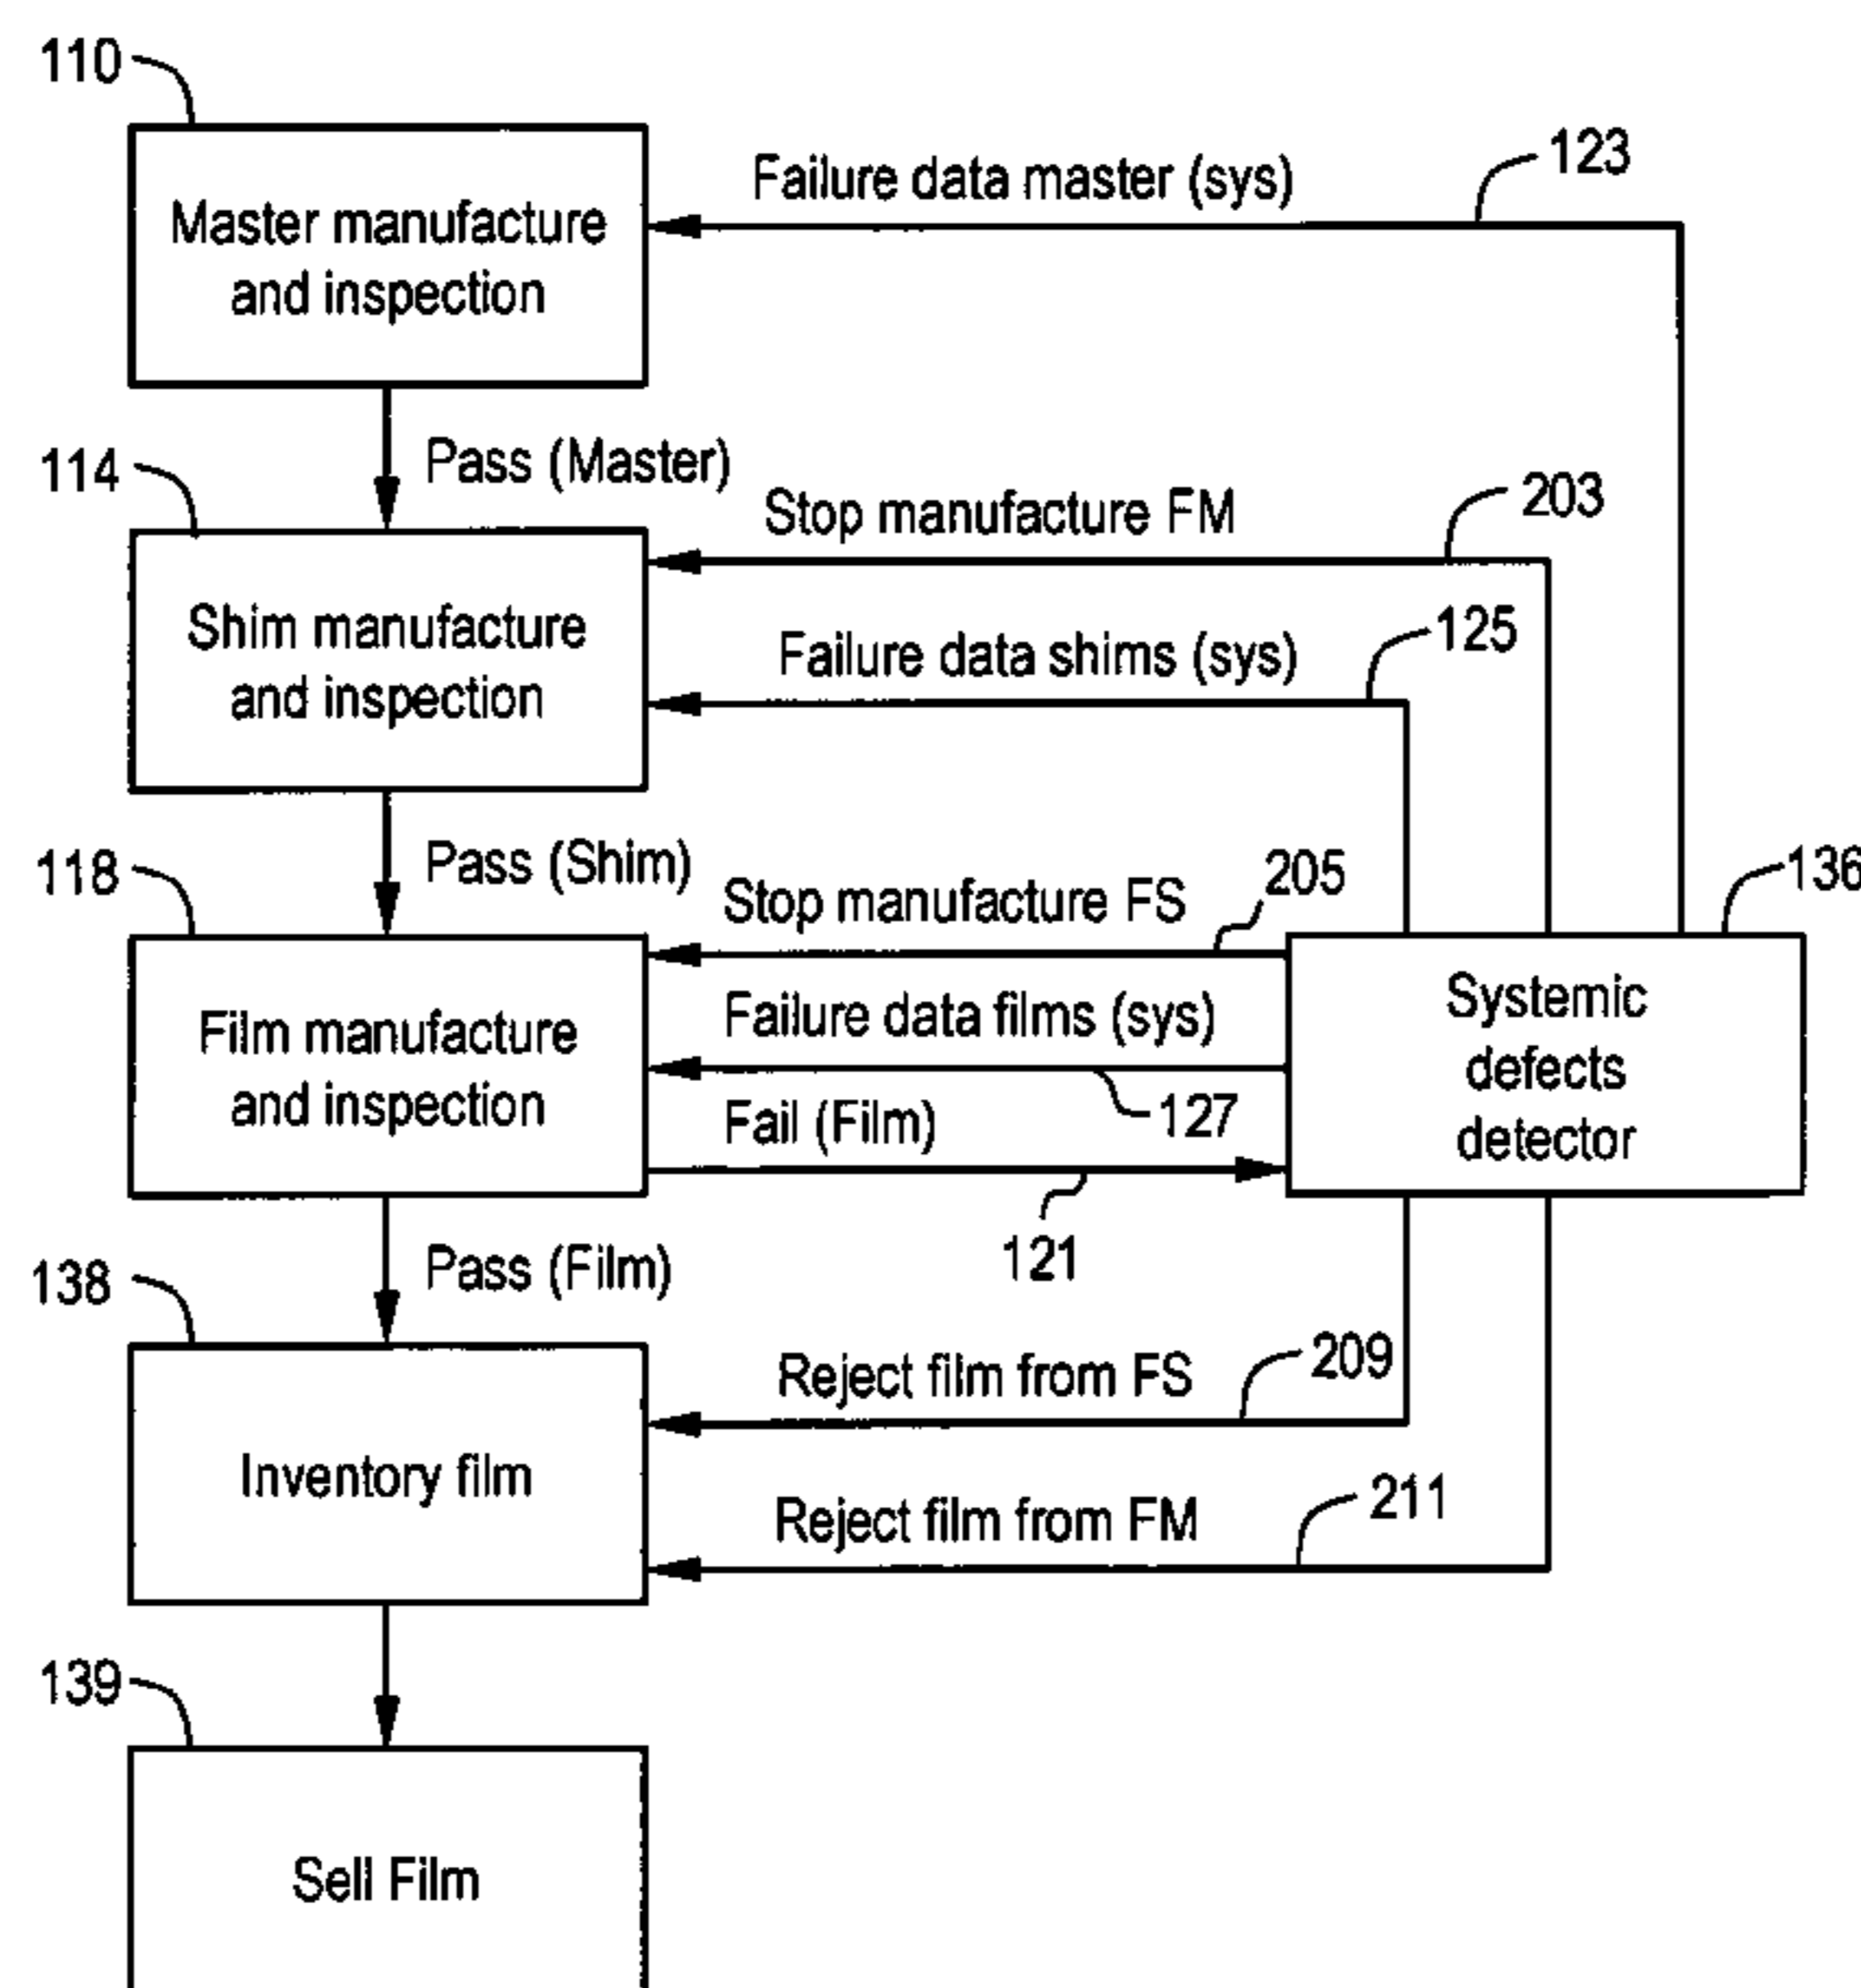 110
Master manufacture
and inspection
Failure data master (sys)
123
Pass (Master)
114
Stop manufacture FM
203
Shim manufacture
and inspection
Failure data shims (sys)
125
Pass (Shim)
118
Stop manufacture FS
205
136
Film manufacture
and inspection
Failure data films (sys)
127
Fail (Film)
121
Systemic
defects
detector
Pass (Film)
138
Reject film from FS
209
Inventory film
Reject film from FM
211
139
Sell Film